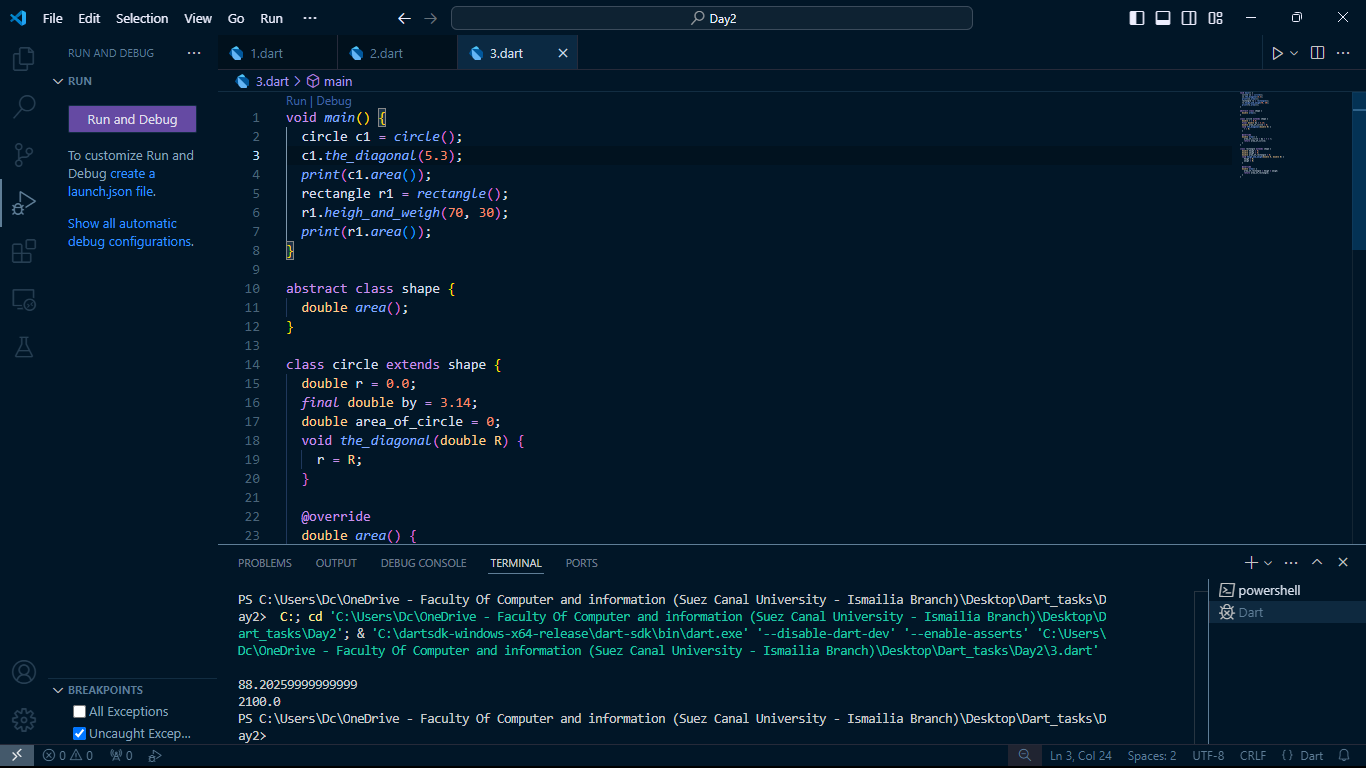 File Edit Selection View Go Run ··· Day2
RUN AND DEBUG ···
RUN
Run and Debug
To customize Run and
Debug create a
launch.json file.
Show all automatic
debug configurations.
BREAKPOINTS
All Exceptions
Uncaught Excep...
1.dart 2.dart 3.dart
3.dart > main
Run | Debug
1 void main() {
2 circle c1 = circle();
3 c1.the_diagonal(5.3);
4 print(c1.area());
5 rectangle r1 = rectangle();
6 r1.heigh_and_weigh(70, 30);
7 print(r1.area());
8 }
9
10 abstract class shape {
11 double area();
12 }
13
14 class circle extends shape {
15 double r = 0.0;
16 final double by = 3.14;
17 double area_of_circle = 0;
18 void the_diagonal(double R) {
19 r = R;
20 }
21
22 @override
23 double area() {
PROBLEMS OUTPUT DEBUG CONSOLE TERMINAL PORTS
PS C:\Users\Dc\OneDrive - Faculty Of Computer and information (Suez Canal University - Ismailia Branch)\Desktop\Dart_tasks\D
ay2> C:; cd 'C:\Users\Dc\OneDrive - Faculty Of Computer and information (Suez Canal University - Ismailia Branch)\Desktop\D
art_tasks\Day2'; & 'C:\dartsdk-windows-x64-release\dart-sdk\bin\dart.exe' '--disable-dart-dev' '--enable-asserts' 'C:\Users\
Dc\OneDrive - Faculty Of Computer and information (Suez Canal University - Ismailia Branch)\Desktop\Dart_tasks\Day2\3.dart'
88.20259999999999
2100.0
PS C:\Users\Dc\OneDrive - Faculty Of Computer and information (Suez Canal University - Ismailia Branch)\Desktop\Dart_tasks\D
ay2>
powershell
Dart
0 0 0 Ln 3, Col 24 Spaces: 2 UTF-8 CRLF { } Dart